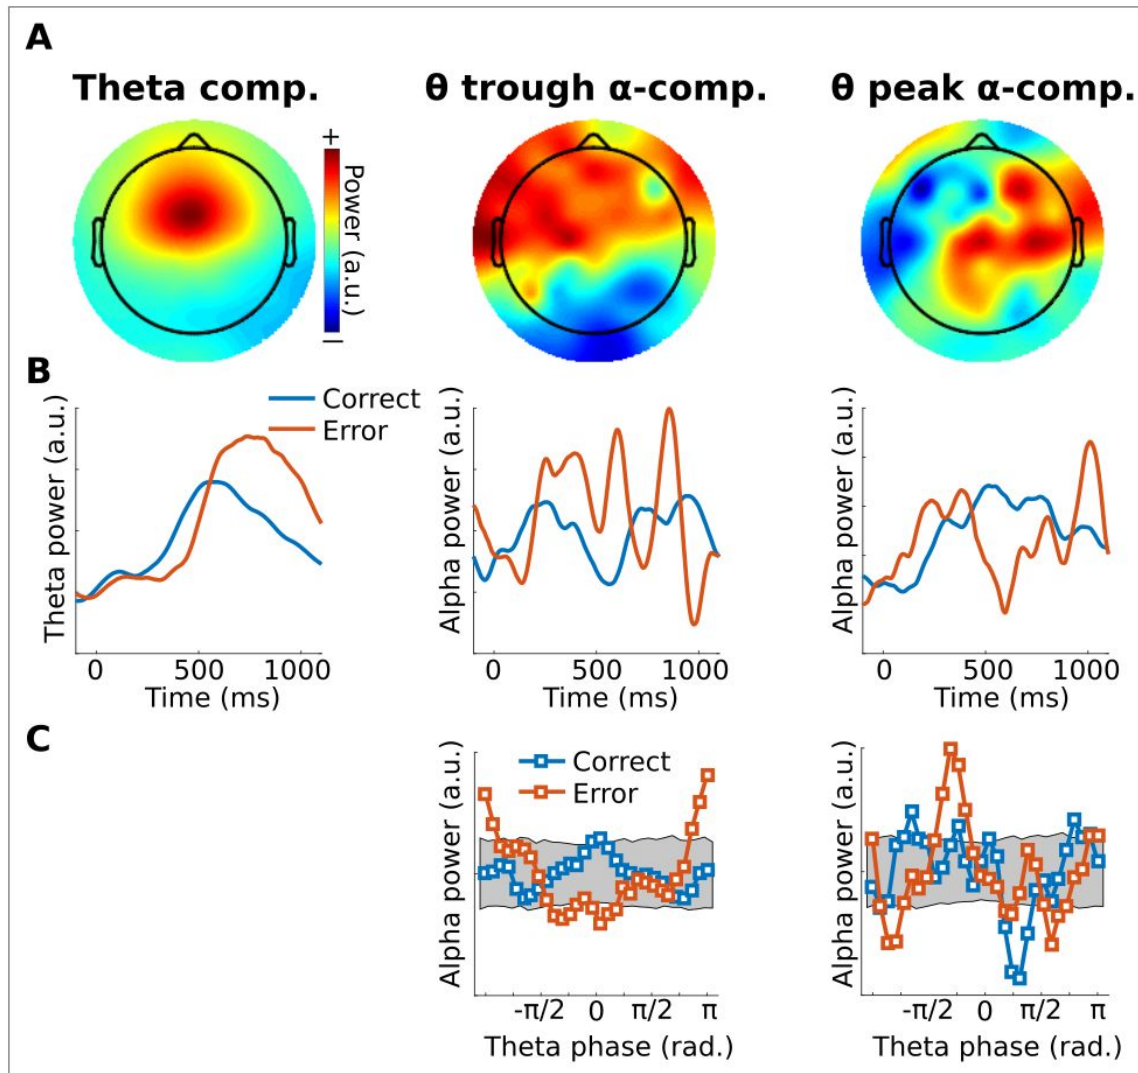 A
Theta comp.
θ trough α-comp.
θ peak α-comp.
+
Power (a.u.)
−
B
Theta power (a.u.)
Correct
Error
0 500 1000
Time (ms)
Alpha power (a.u.)
0 500 1000
Time (ms)
Alpha power (a.u.)
0 500 1000
Time (ms)
C
Alpha power (a.u.)
Correct
Error
-π/2 0 π/2 π
Theta phase (rad.)
Alpha power (a.u.)
-π/2 0 π/2 π
Theta phase (rad.)